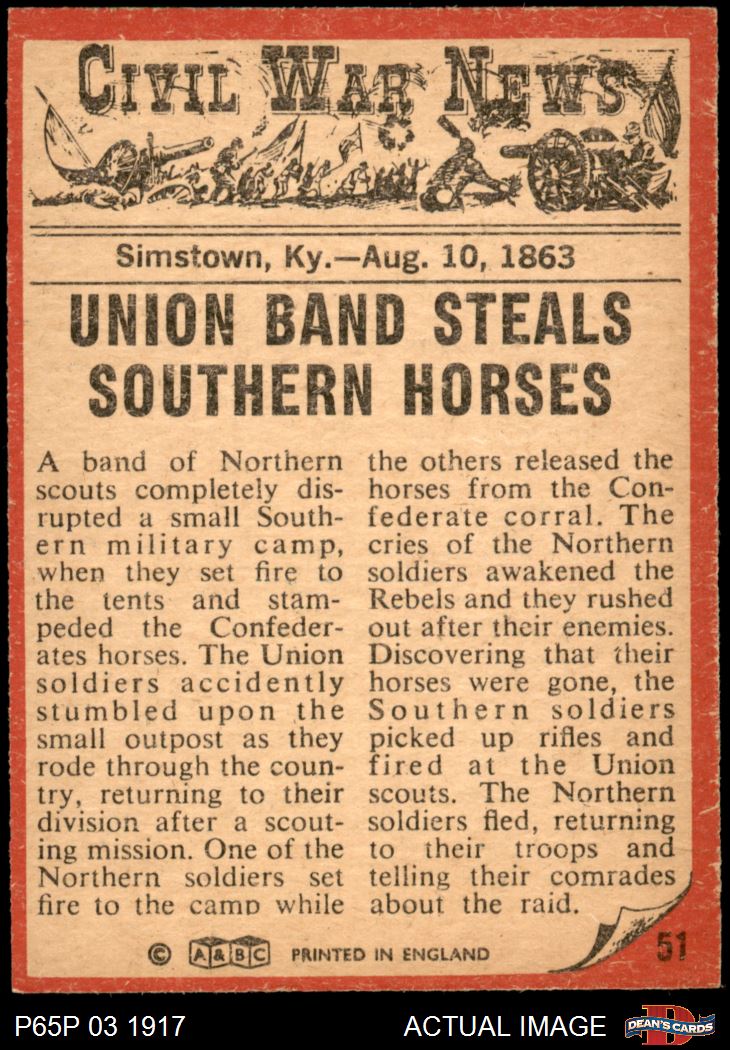 CIVIL WAR NEWS
Simstown, Ky.—Aug. 10, 1863
UNION BAND STEALS
SOUTHERN HORSES
A band of Northern
scouts completely dis-
rupted a small South-
ern military camp,
when they set fire to
the tents and stam-
peded the Confeder-
ates horses. The Union
soldiers accidently
stumbled upon the
small outpost as they
rode through the coun-
try, returning to their
division after a scout-
ing mission. One of the
Northern soldiers set
fire to the camp while
the others released the
horses from the Con-
federate corral. The
cries of the Northern
soldiers awakened the
Rebels and they rushed
out after their enemies.
Discovering that their
horses were gone, the
Southern soldiers
picked up rifles and
fired at the Union
scouts. The Northern
soldiers fled, returning
to their troops and
telling their comrades
about the raid.
© A&BC PRINTED IN ENGLAND
51
P65P 03 1917
ACTUAL IMAGE
D DEAN'S CARDS